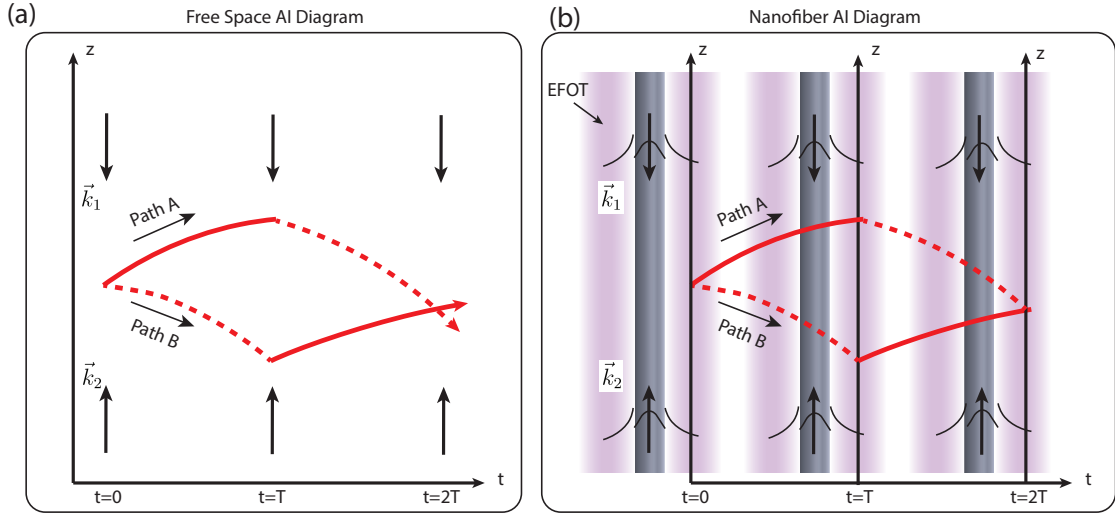 (a)
Free Space AI Diagram
z
k⃗₁
Path A
Path B
k⃗₂
t
t=0
t=T
t=2T
(b)
Nanofiber AI Diagram
z
z
z
EFOT
k⃗₁
Path A
Path B
k⃗₂
t
t=0
t=T
t=2T